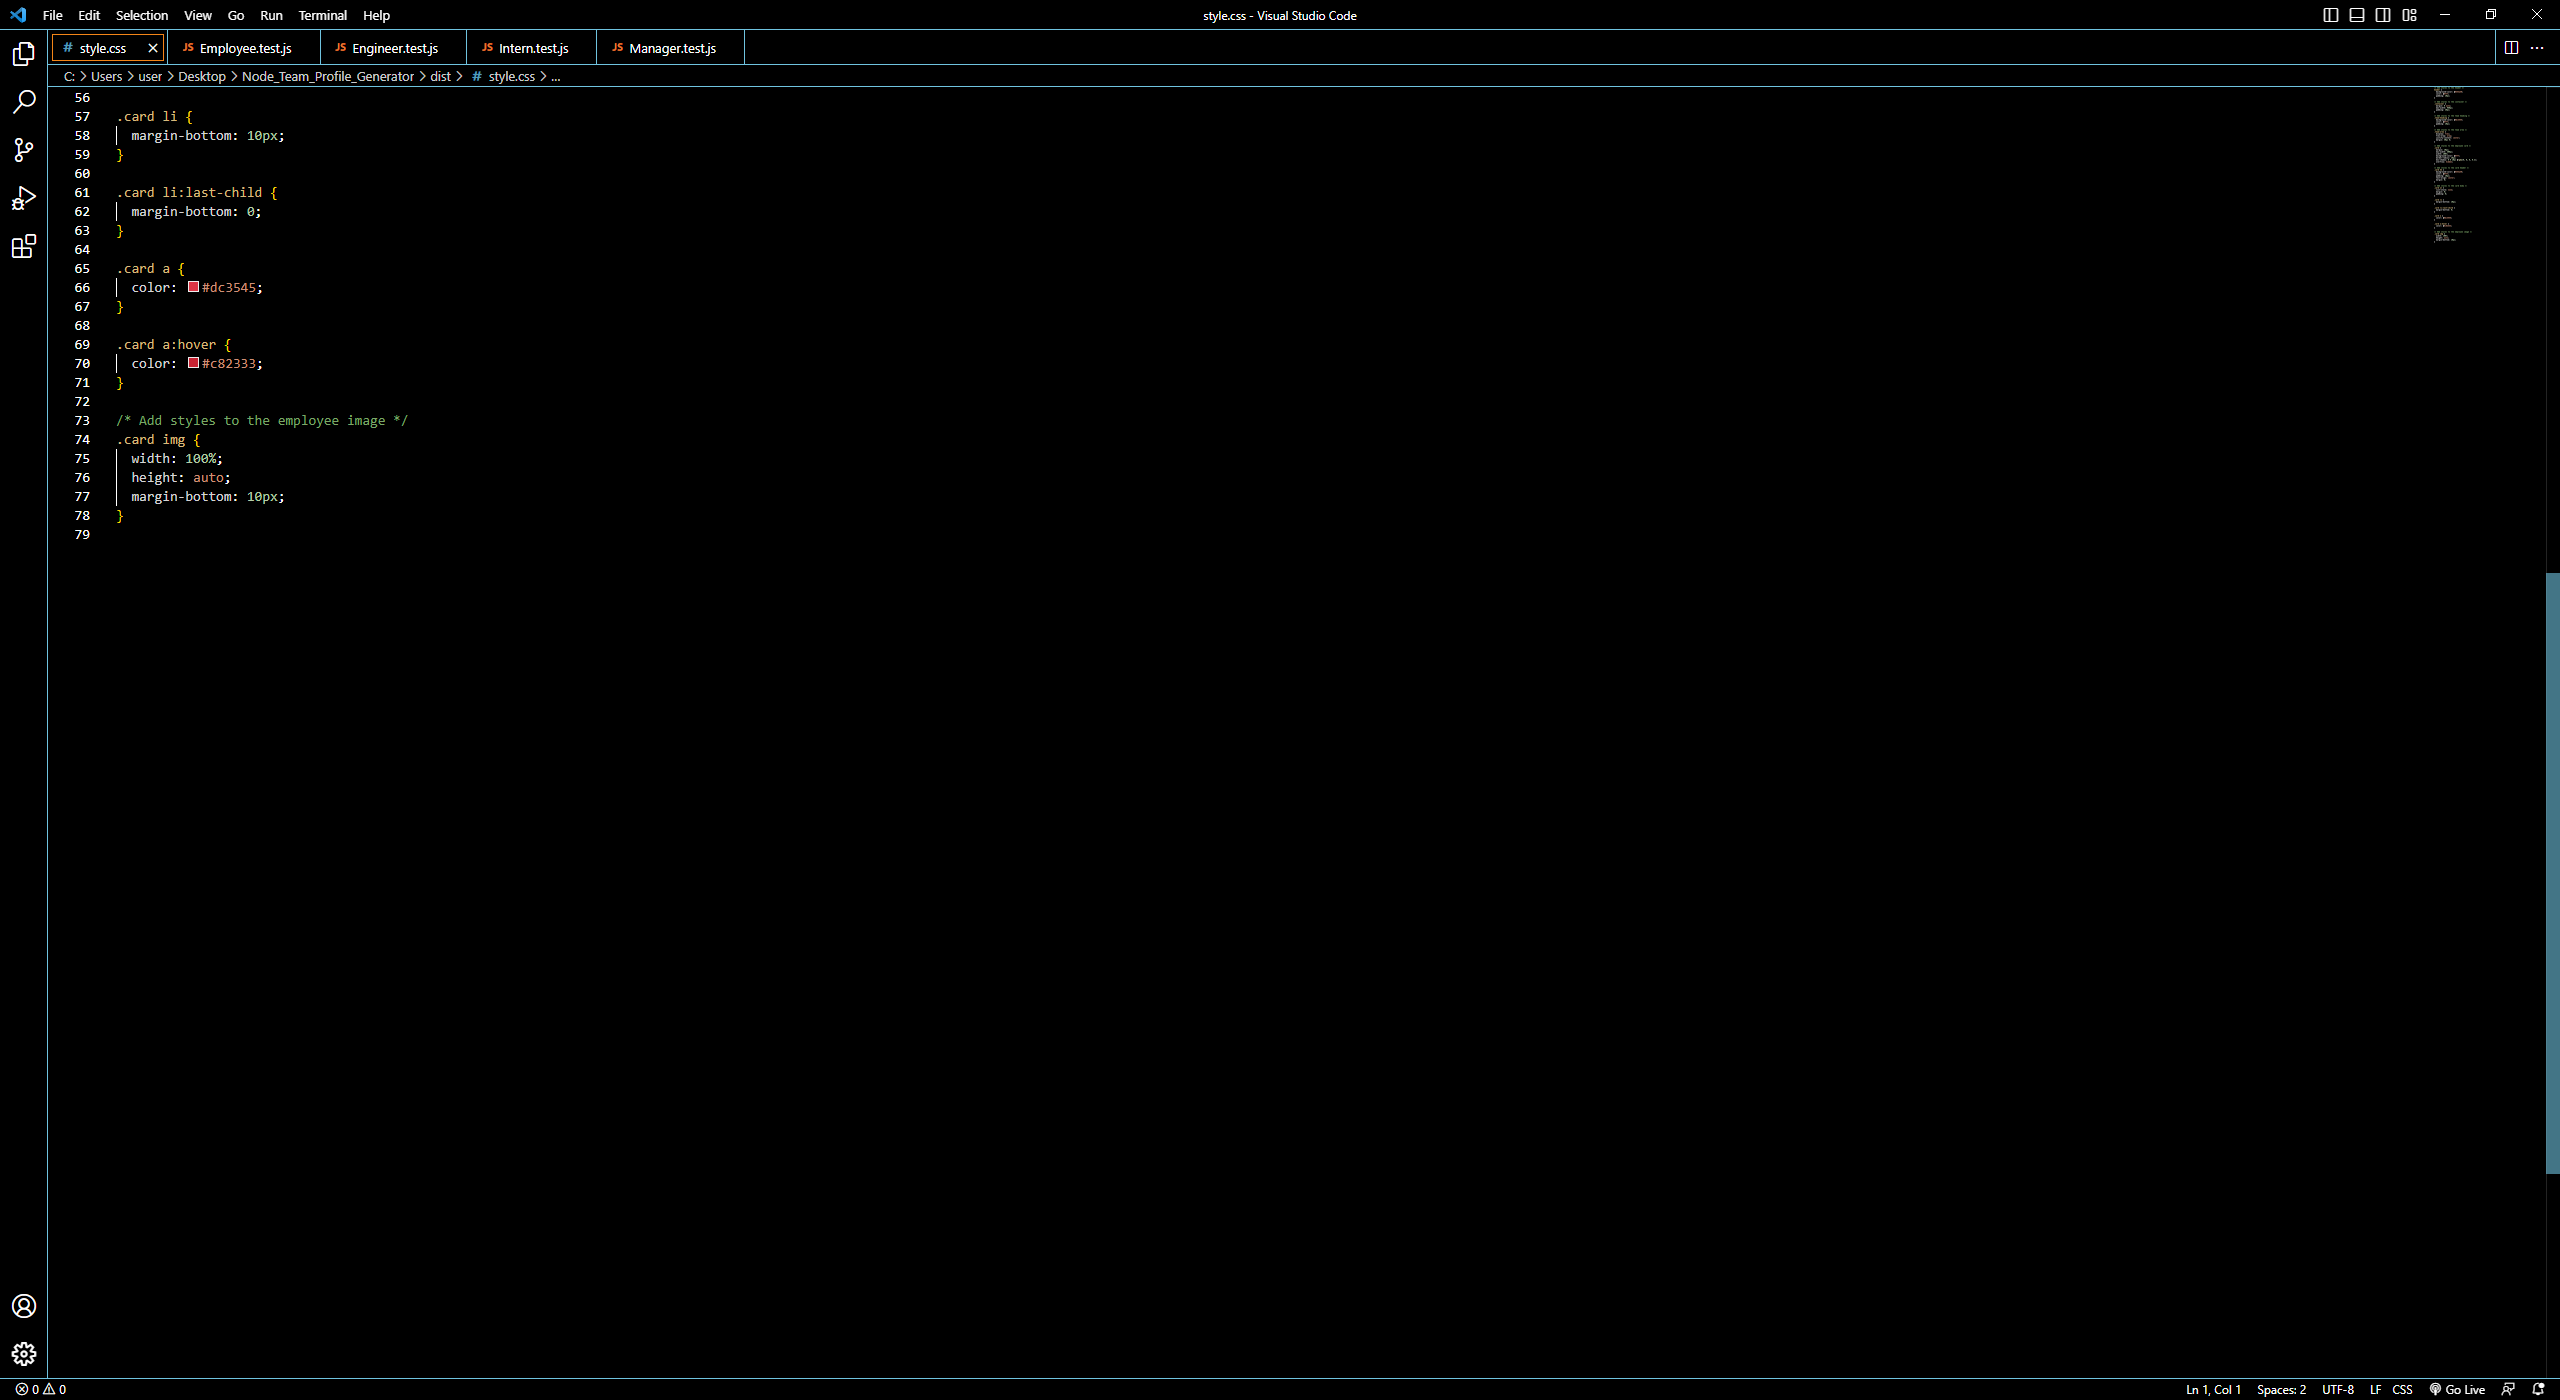 File Edit Selection View Go Run Terminal Help style.css - Visual Studio Code
# style.css JS Employee.test.js JS Engineer.test.js JS Intern.test.js JS Manager.test.js
C: > Users > user > Desktop > Node_Team_Profile_Generator > dist > # style.css > ...
56
57 .card li {
58 margin-bottom: 10px;
59 }
60
61 .card li:last-child {
62 margin-bottom: 0;
63 }
64
65 .card a {
66 color: #dc3545;
67 }
68
69 .card a:hover {
70 color: #c82333;
71 }
72
73 /* Add styles to the employee image */
74 .card img {
75 width: 100%;
76 height: auto;
77 margin-bottom: 10px;
78 }
79
0 0 Ln 1, Col 1 Spaces: 2 UTF-8 LF CSS Go Live